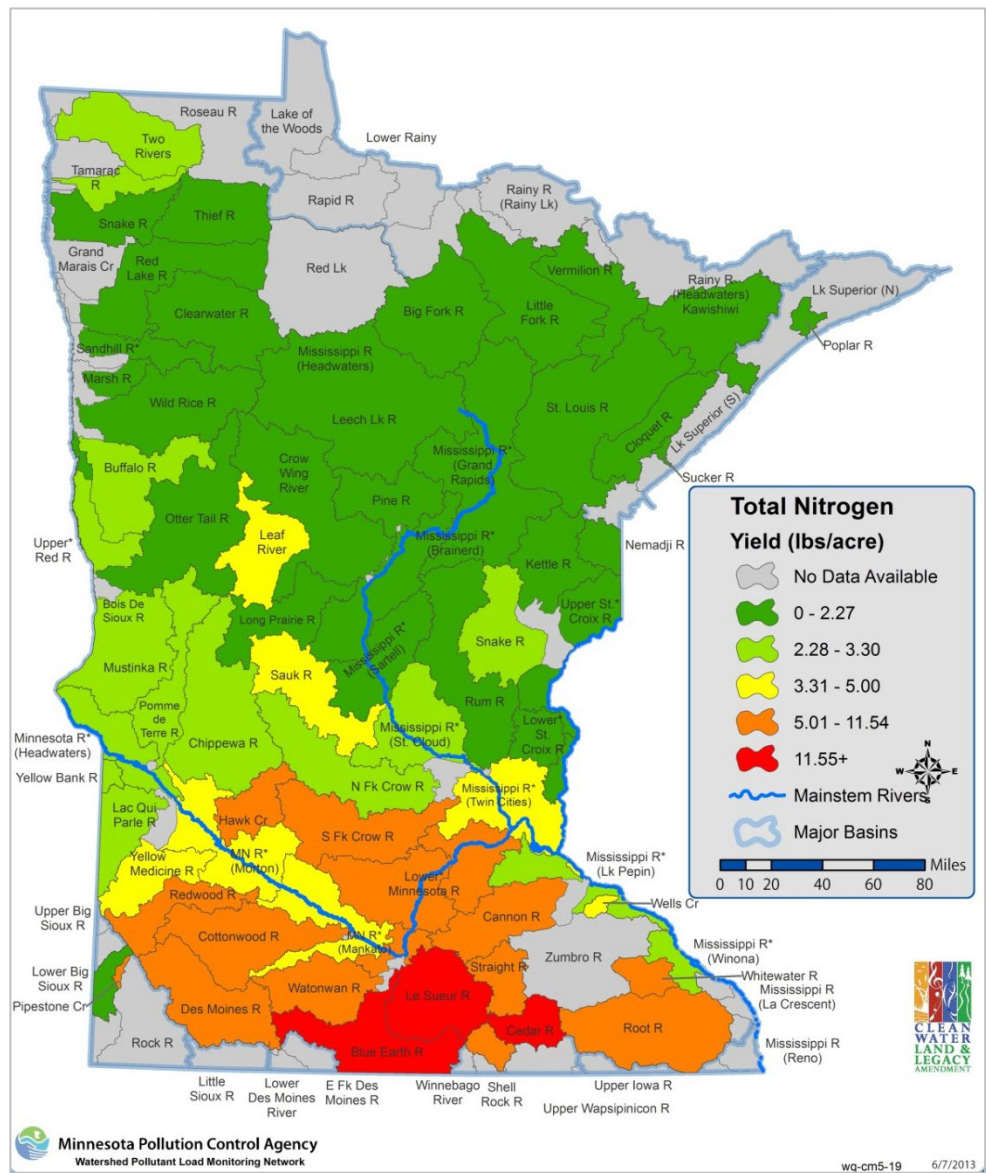 Roseau R
Lake of
the Woods
Lower Rainy
Two
Rivers
Tamarac
R
Rapid R
Rainy R
(Rainy Lk)
Snake R
Thief R
Grand
Marais Cr
Red
Lake R
Red Lk
Vermilion R
Rainy R
(Headwaters)
Kawishiwi
Lk Superior (N)
Clearwater R
Big Fork R
Little
Fork R
Poplar R
Sandhill R*
Mississippi R
(Headwaters)
Marsh R
Wild Rice R
Leech Lk R
St. Louis R
Cloquet R
Lk Superior (S)
Sucker R
Buffalo R
Crow
Wing
River
Mississippi R*
(Grand
Rapids)
Pine R
Otter Tail R
Upper*
Red R
Leaf
River
Mississippi R*
(Brainerd)
Nemadji R
Kettle R
Bois De
Sioux R
Long Prairie R
Upper St.*
Croix R
Mustinka R
Mississippi R*
(Sartell)
Snake R
Sauk R
Rum R
Pomme
de
Terre R
Chippewa R
Mississippi R*
(St. Cloud)
Lower*
St.
Croix R
Minnesota R*
(Headwaters)
Yellow Bank R
N Fk Crow R
Mississippi R*
(Twin Cities)
Lac Qui
Parle R
Hawk Cr
S Fk Crow R
Yellow
Medicine R
MN R*
(Morton)
Lower
Minnesota R
Mississippi R*
(Lk Pepin)
Redwood R
Wells Cr
Upper Big
Sioux R
Cottonwood R
MN R*
(Mankato)
Cannon R
Zumbro R
Mississippi R*
(Winona)
Lower Big
Sioux R
Straight R
Whitewater R
Pipestone Cr
Watonwan R
Le Sueur R
Mississippi R
(La Crescent)
Des Moines R
Cedar R
Root R
Rock R
Blue Earth R
Mississippi R
(Reno)
Little
Sioux R
Lower
Des Moines
River
E Fk Des
Moines R
Winnebago
River
Shell
Rock R
Upper Iowa R
Upper Wapsipinicon R
Total Nitrogen
Yield (lbs/acre)
No Data Available
0 - 2.27
2.28 - 3.30
3.31 - 5.00
5.01 - 11.54
11.55+
N
W E
S
Mainstem Rivers
Major Basins
Miles
0 10 20 40 60 80
CLEAN
WATER
LAND &
LEGACY
AMENDMENT
Minnesota Pollution Control Agency
Watershed Pollutant Load Monitoring Network
wq-cm5-19 6/7/2013